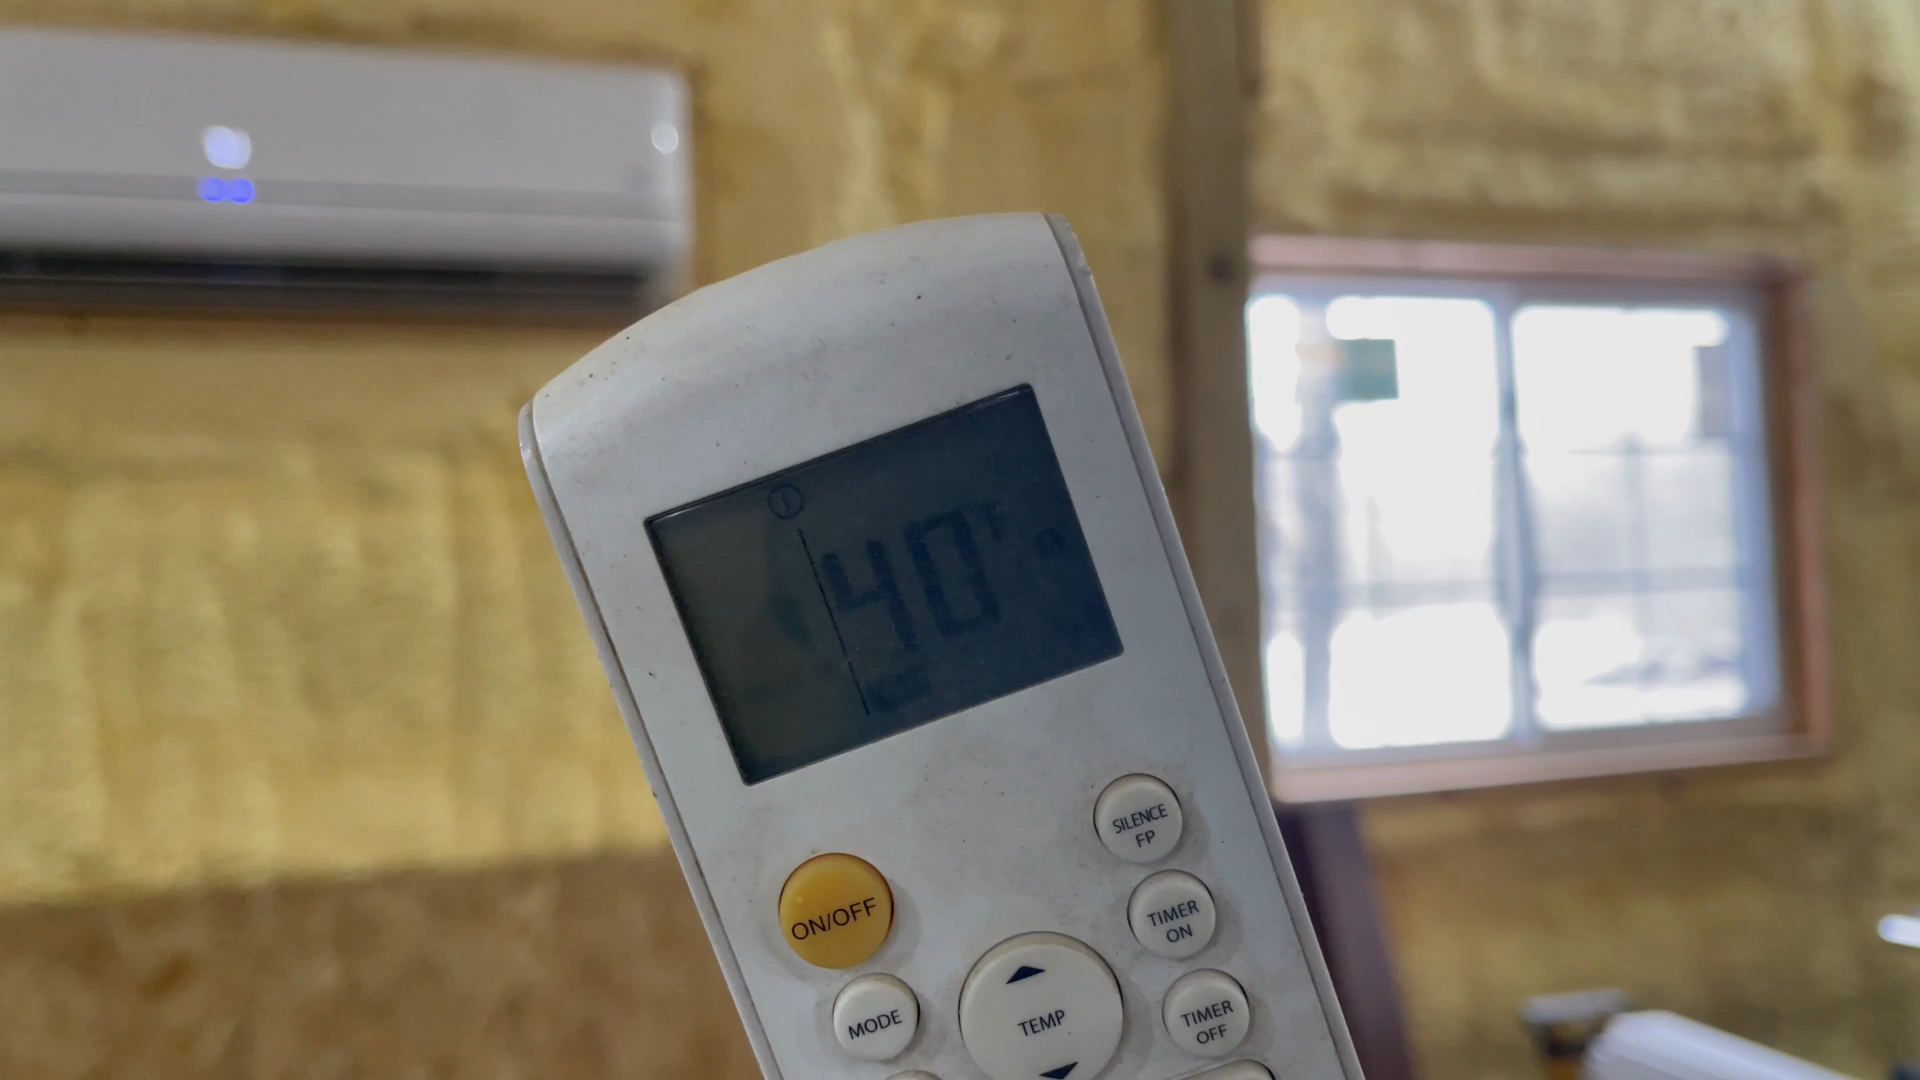 40°F
SILENCE
FP
ON/OFF
TIMER
ON
MODE
TEMP
TIMER
OFF